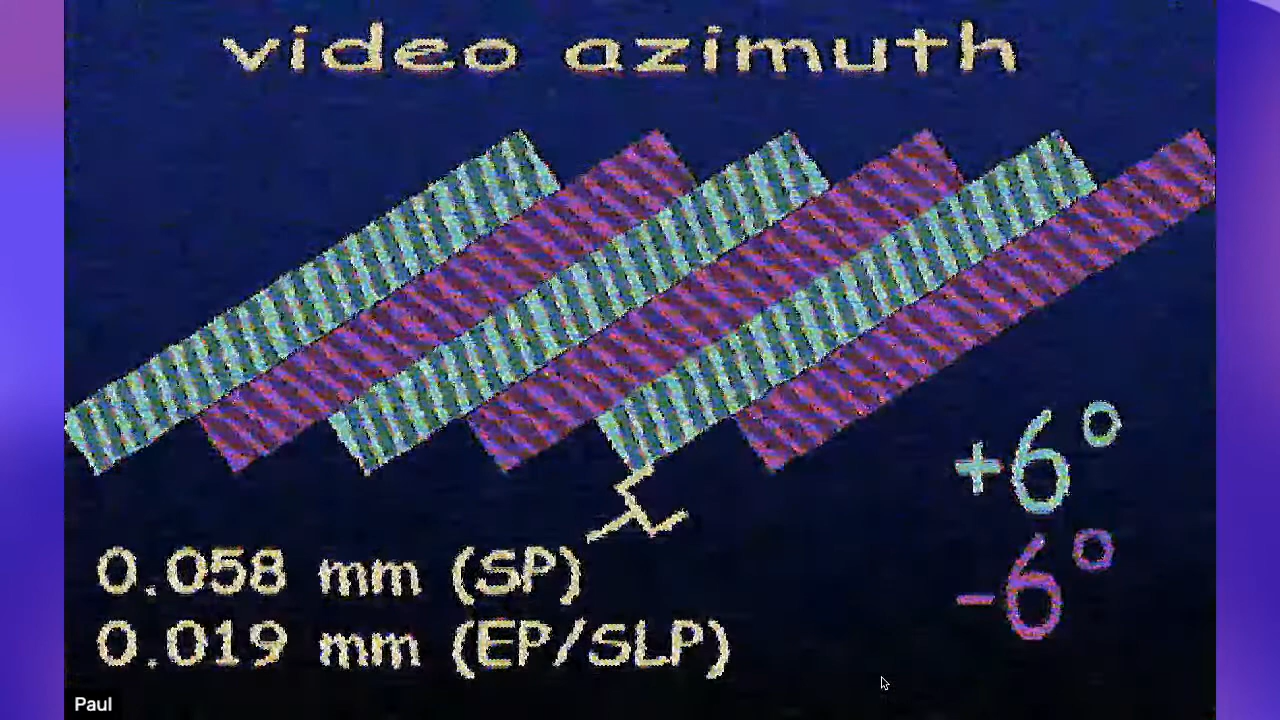 video azimuth
+6°
-6°
0.058 mm (SP)
0.019 mm (EP/SLP)
Paul